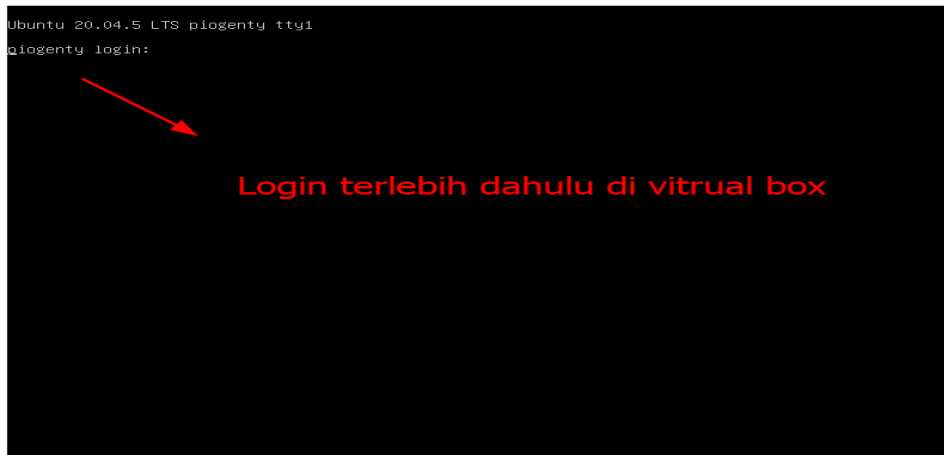 Ubuntu 20.04.5 LTS piogenty tty1
piogenty login:
Login terlebih dahulu di vitrual box